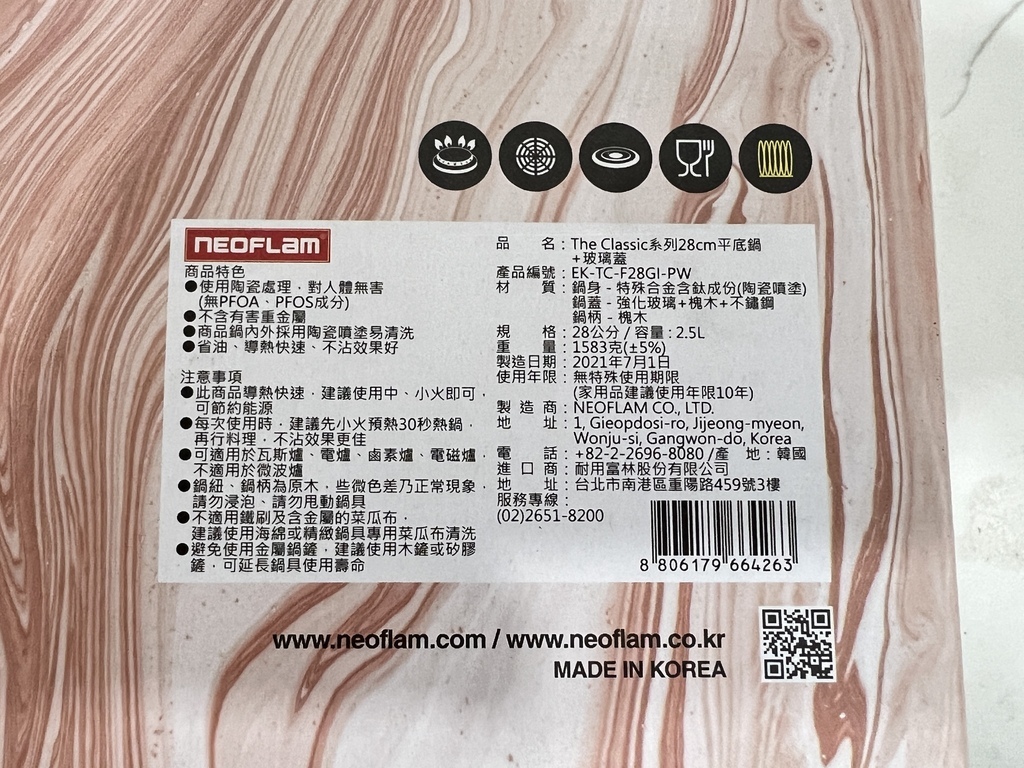 NEOFLAM
商品特色
●使用陶瓷處理，對人體無害
(無PFOA、PFOS成分)
●不含有害重金屬
●商品鍋內外採用陶瓷噴塗易清洗
●省油、導熱快速、不沾效果好
注意事項
●此商品導熱快速，建議使用中、小火即可，
可節約能源
●每次使用時，建議先小火預熱30秒熱鍋，
再行料理，不沾效果更佳
●可適用於瓦斯爐、電爐、鹵素爐、電磁爐，
不適用於微波爐
●鍋紐、鍋柄為原木，些微色差乃正常現象，
請勿浸泡、請勿甩動鍋具
●不適用鐵刷及含金屬的菜瓜布，
建議使用海綿或精緻鍋具專用菜瓜布清洗
●避免使用金屬鍋鏟，建議使用木鏟或矽膠
鏟，可延長鍋具使用壽命
品名：The Classic系列28cm平底鍋
+玻璃蓋
產品編號：EK-TC-F28GI-PW
材質：鍋身 - 特殊合金含鈦成份(陶瓷噴塗)
鍋蓋 - 強化玻璃+槐木+不鏽鋼
鍋柄 - 槐木
規格：28公分 / 容量：2.5L
重量：1583克(±5%)
製造日期：2021年7月1日
使用年限：無特殊使用期限
(家用品建議使用年限10年)
製造商：NEOFLAM CO., LTD.
地址：1, Gieopdosi-ro, Jijeong-myeon,
Wonju-si, Gangwon-do, Korea
電話：+82-2-2696-8080 /產地：韓國
進口商：耐用富林股份有限公司
地址：台北市南港區重陽路459號3樓
服務專線：
(02)2651-8200
8 806179 664263
www.neoflam.com / www.neoflam.co.kr
MADE IN KOREA